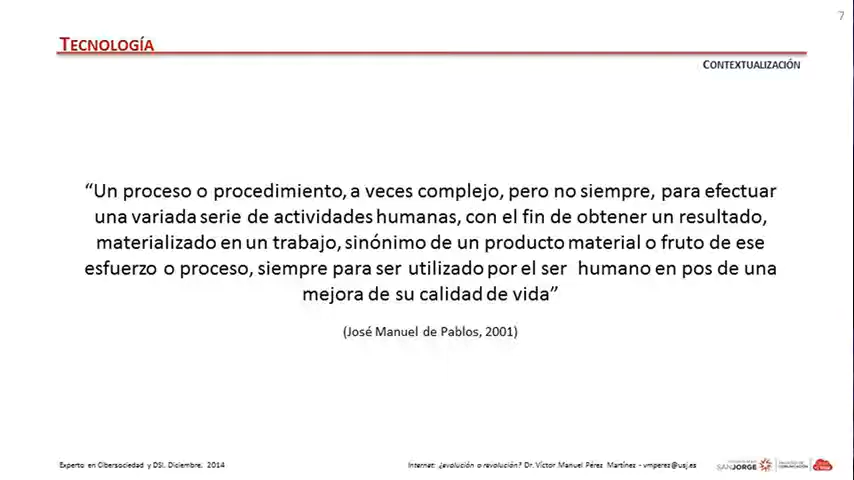 7
TECNOLOGÍA
CONTEXTUALIZACIÓN
“Un proceso o procedimiento, a veces complejo, pero no siempre, para efectuar
una variada serie de actividades humanas, con el fin de obtener un resultado,
materializado en un trabajo, sinónimo de un producto material o fruto de ese
esfuerzo o proceso, siempre para ser utilizado por el ser humano en pos de una
mejora de su calidad de vida”
(José Manuel de Pablos, 2001)
Experto en Cibersociedad y DSI. Diciembre, 2014
Internet: ¿evolución o revolución? Dr. Víctor Manuel Pérez Martínez - vmperez@usj.es
SANJORGE